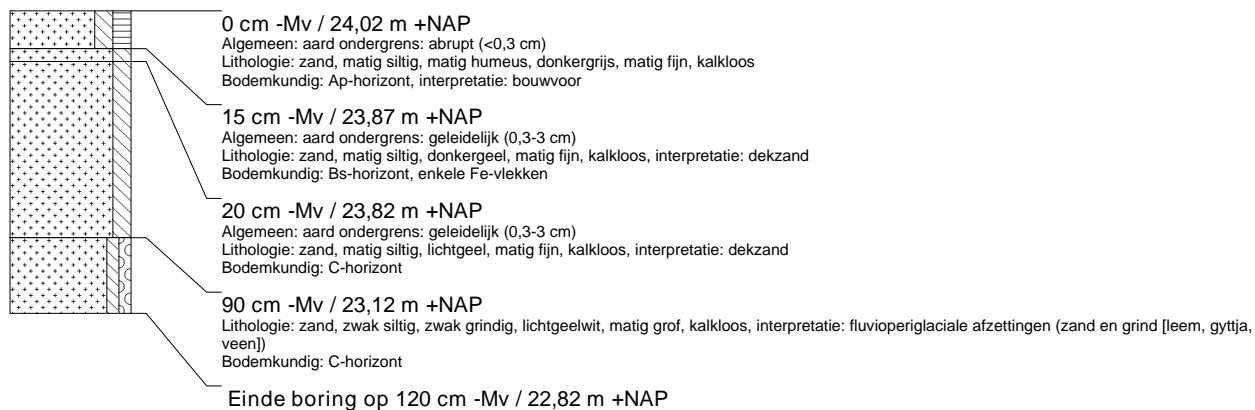 0 cm -Mv / 24,02 m +NAP
Algemeen: aard ondergrens: abrupt (<0,3 cm)
Lithologie: zand, matig siltig, matig humeus, donkergrijs, matig fijn, kalkloos
Bodemkundig: Ap-horizont, interpretatie: bouwvoor
15 cm -Mv / 23,87 m +NAP
Algemeen: aard ondergrens: geleidelijk (0,3-3 cm)
Lithologie: zand, matig siltig, donkergeel, matig fijn, kalkloos, interpretatie: dekzand
Bodemkundig: Bs-horizont, enkele Fe-vlekken
20 cm -Mv / 23,82 m +NAP
Algemeen: aard ondergrens: geleidelijk (0,3-3 cm)
Lithologie: zand, matig siltig, lichtgeel, matig fijn, kalkloos, interpretatie: dekzand
Bodemkundig: C-horizont
90 cm -Mv / 23,12 m +NAP
Lithologie: zand, zwak siltig, zwak grindig, lichtgeelwit, matig grof, kalkloos, interpretatie: fluvioperiglaciale afzettingen (zand en grind [leem, gyttja,
veen])
Bodemkundig: C-horizont
Einde boring op 120 cm -Mv / 22,82 m +NAP